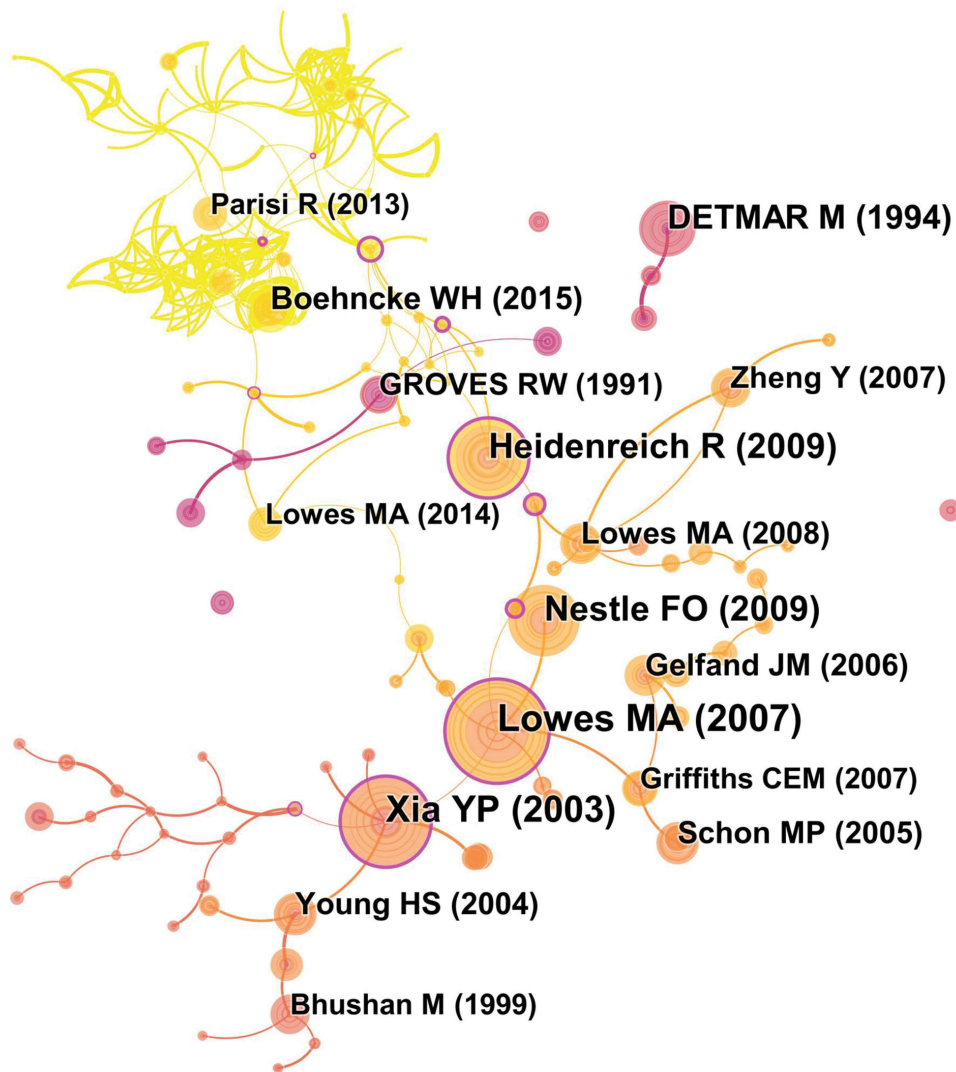 Parisi R (2013)
DETMAR M (1994)
Boehncke WH (2015)
GROVES RW (1991)
Zheng Y (2007)
Heidenreich R (2009)
Lowes MA (2014)
Lowes MA (2008)
Nestle FO (2009)
Gelfand JM (2006)
Lowes MA (2007)
Griffiths CEM (2007)
Xia YP (2003)
Schon MP (2005)
Young HS (2004)
Bhushan M (1999)